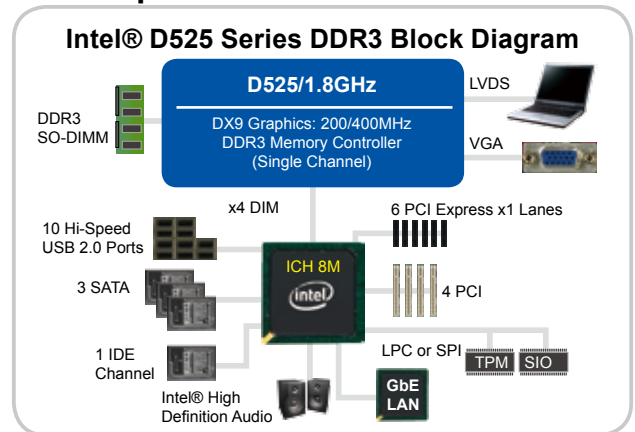 Intel® D525 Series DDR3 Block Diagram
D525/1.8GHz
DX9 Graphics: 200/400MHz
DDR3 Memory Controller
(Single Channel)
DDR3
SO-DIMM
LVDS
VGA
x4 DIM
10 Hi-Speed
USB 2.0 Ports
6 PCI Express x1 Lanes
ICH 8M
intel
3 SATA
4 PCI
1 IDE
Channel
LPC or SPI
TPM
SIO
Intel® High
Definition Audio
GbE
LAN